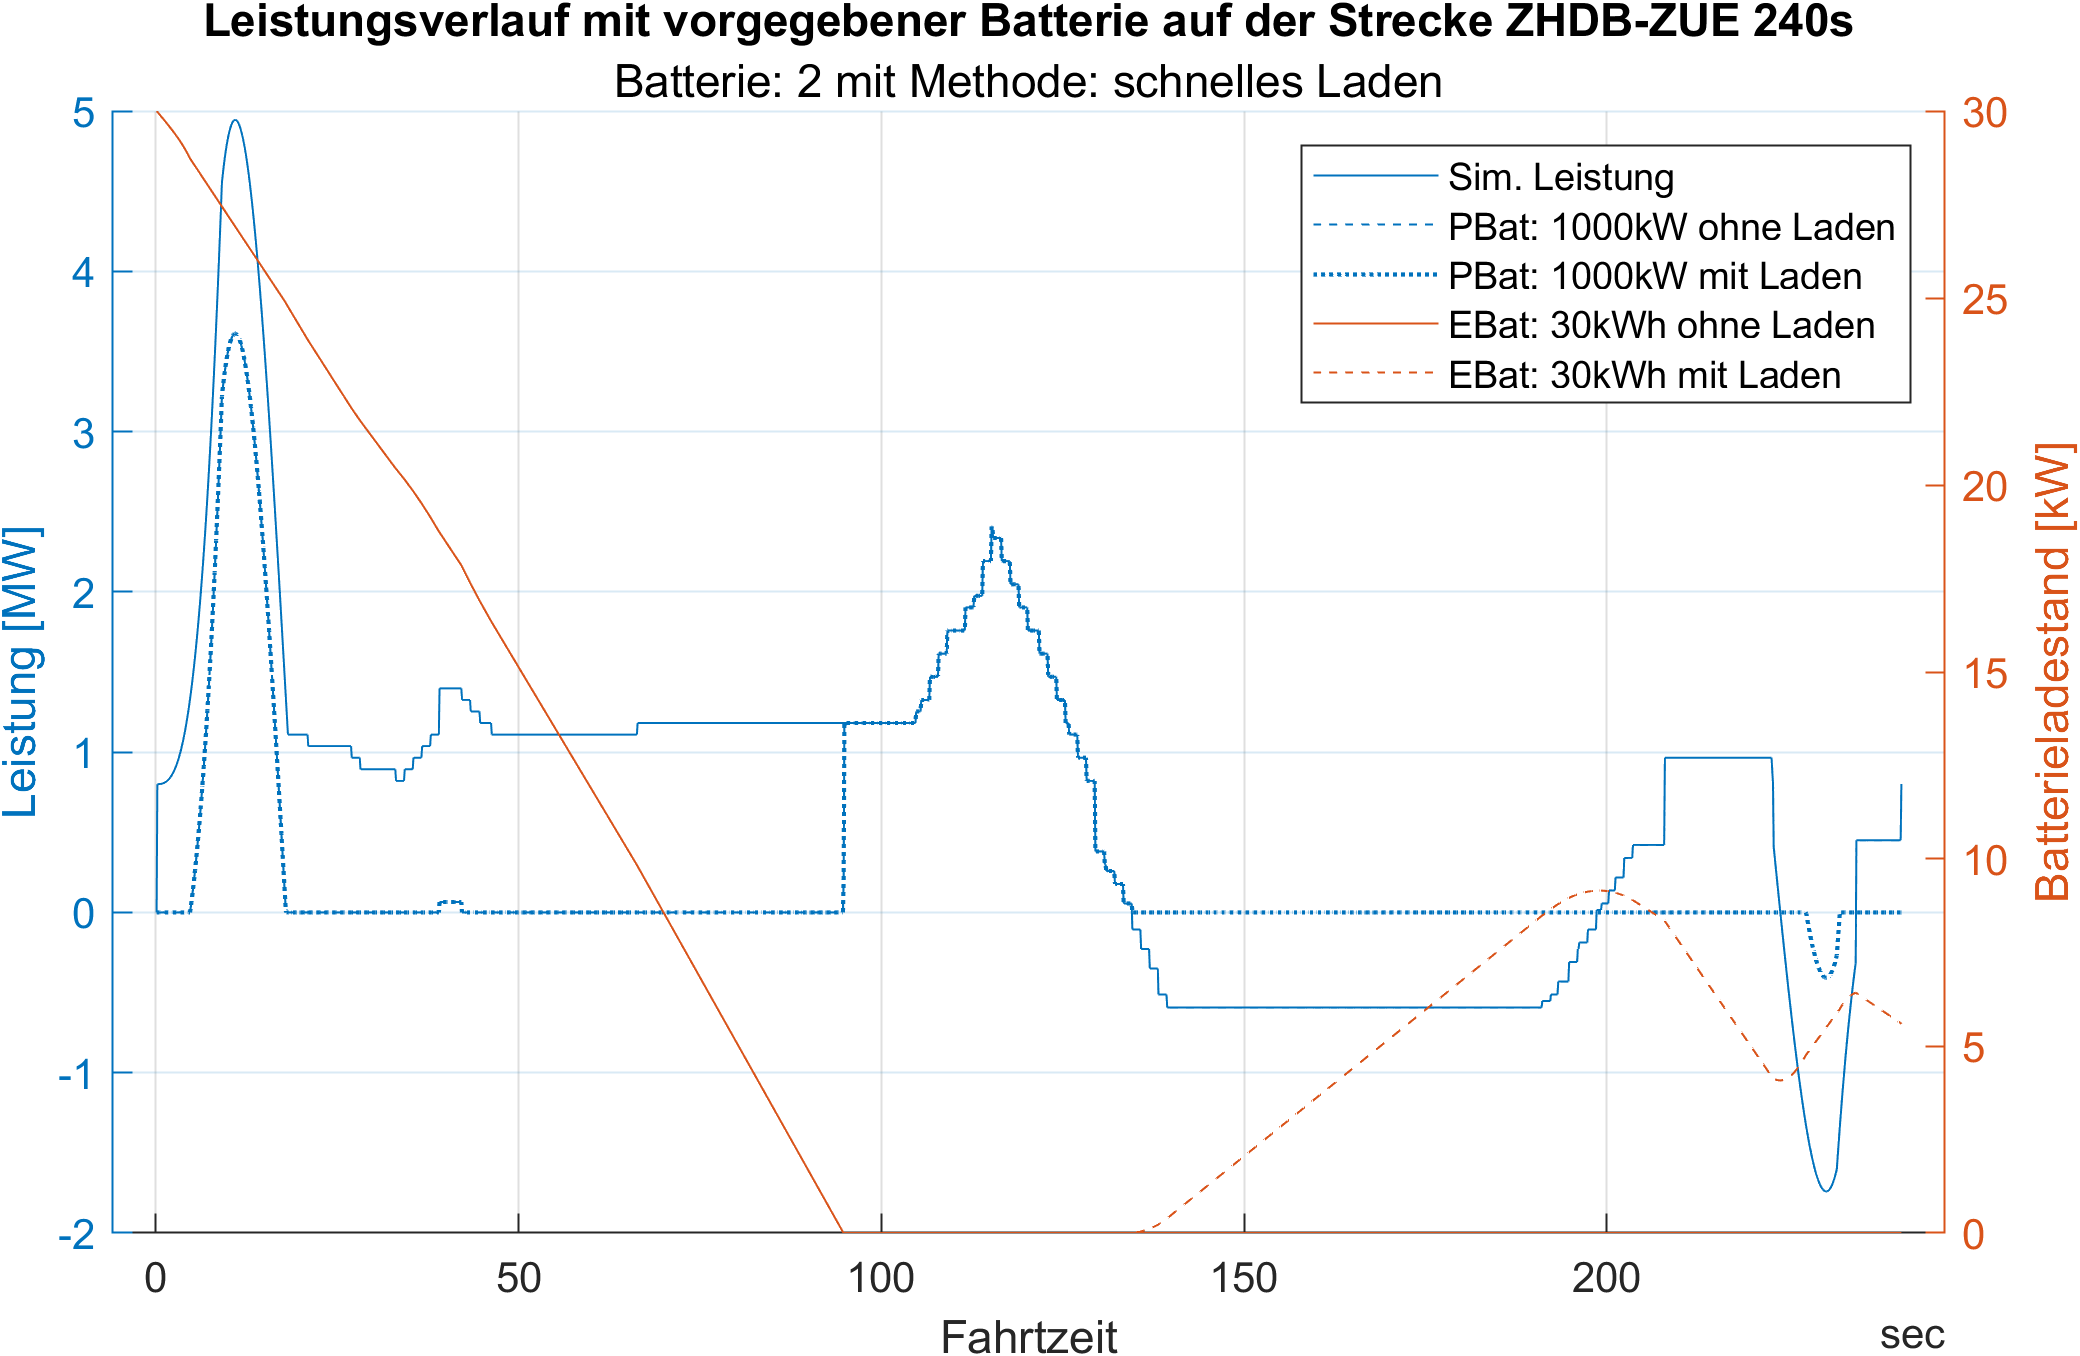 Leistungsverlauf mit vorgegebener Batterie auf der Strecke ZHDB-ZUE 240s
Batterie: 2 mit Methode: schnelles Laden
Sim. Leistung
PBat: 1000kW ohne Laden
PBat: 1000kW mit Laden
EBat: 30kWh ohne Laden
EBat: 30kWh mit Laden
Leistung [MW]
5
4
3
2
1
0
-1
-2
Batterieladestand [kW]
30
25
20
15
10
5
0
0 50 100 150 200
Fahrtzeit
sec